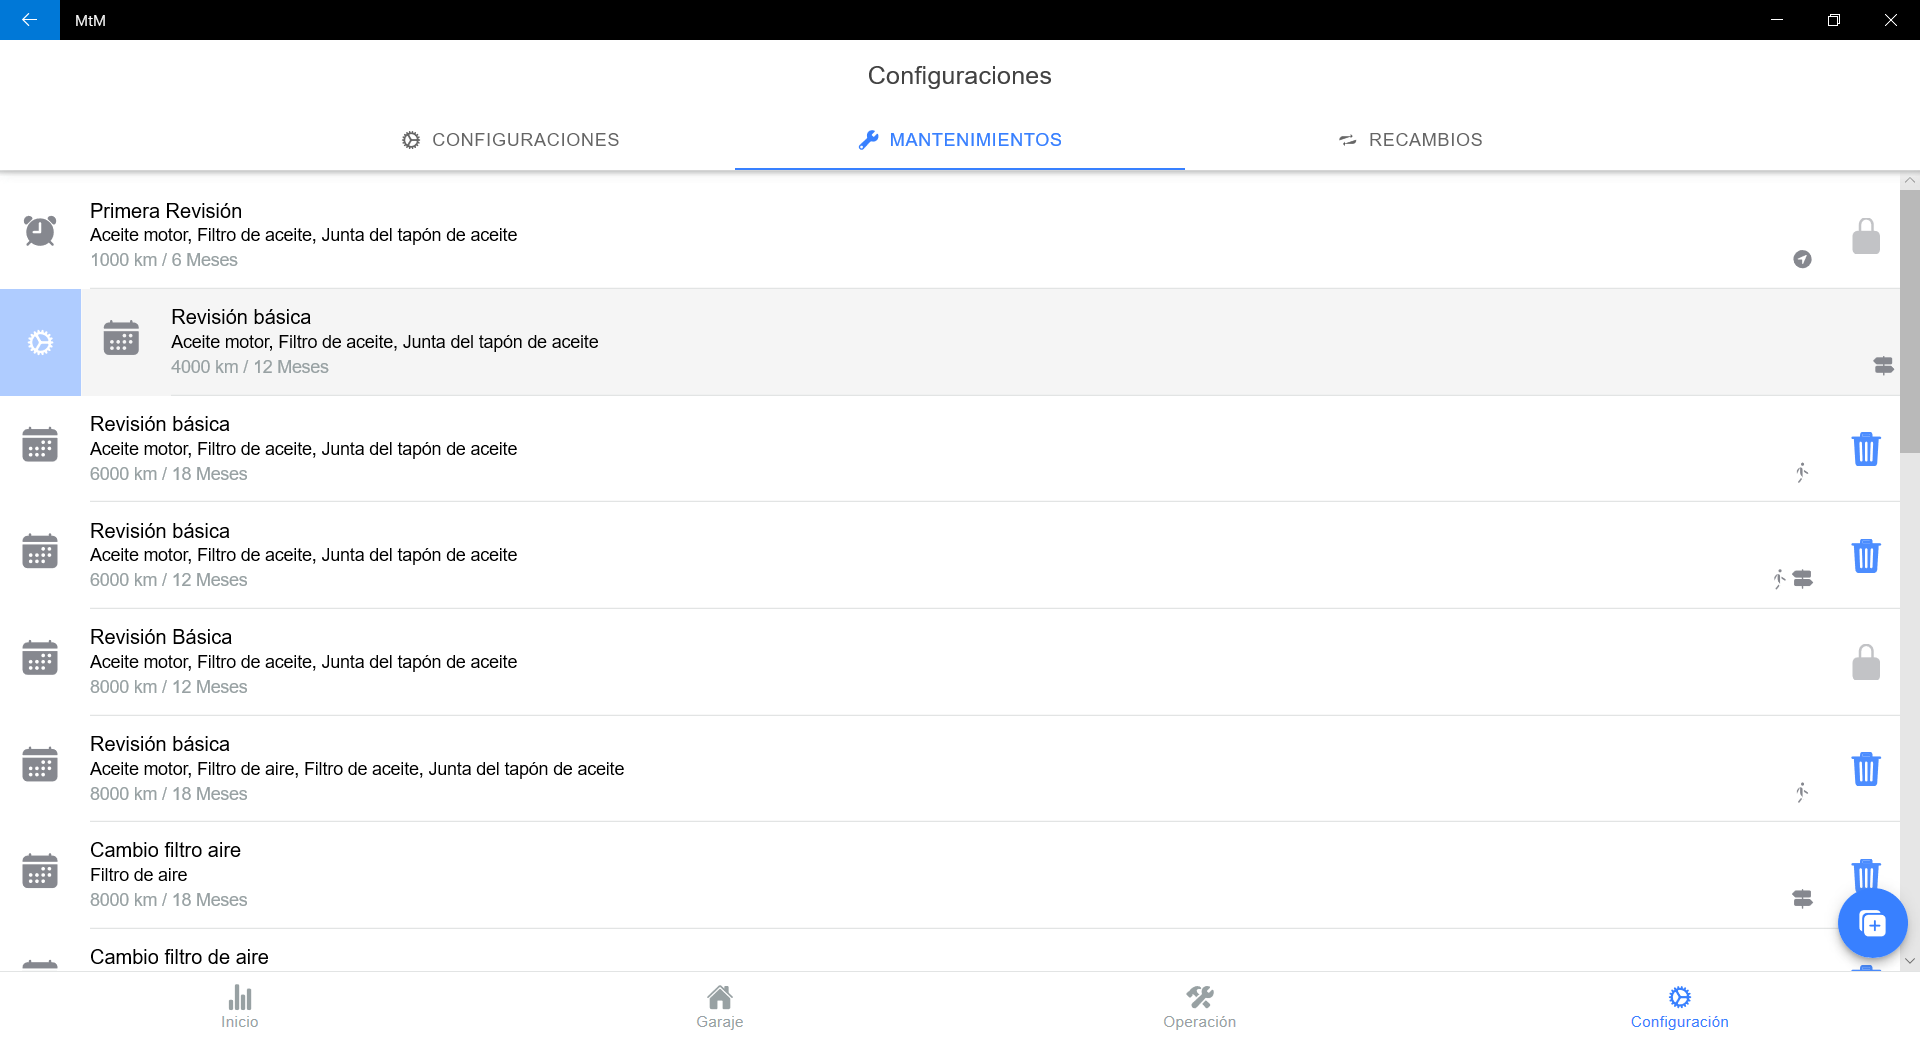 MtM
Configuraciones
CONFIGURACIONES
MANTENIMIENTOS
RECAMBIOS
Primera Revisión
Aceite motor, Filtro de aceite, Junta del tapón de aceite
1000 km / 6 Meses
Revisión básica
Aceite motor, Filtro de aceite, Junta del tapón de aceite
4000 km / 12 Meses
Revisión básica
Aceite motor, Filtro de aceite, Junta del tapón de aceite
6000 km / 18 Meses
Revisión básica
Aceite motor, Filtro de aceite, Junta del tapón de aceite
6000 km / 12 Meses
Revisión Básica
Aceite motor, Filtro de aceite, Junta del tapón de aceite
8000 km / 12 Meses
Revisión básica
Aceite motor, Filtro de aire, Filtro de aceite, Junta del tapón de aceite
8000 km / 18 Meses
Cambio filtro aire
Filtro de aire
8000 km / 18 Meses
Cambio filtro de aire
Inicio
Garaje
Operación
Configuración